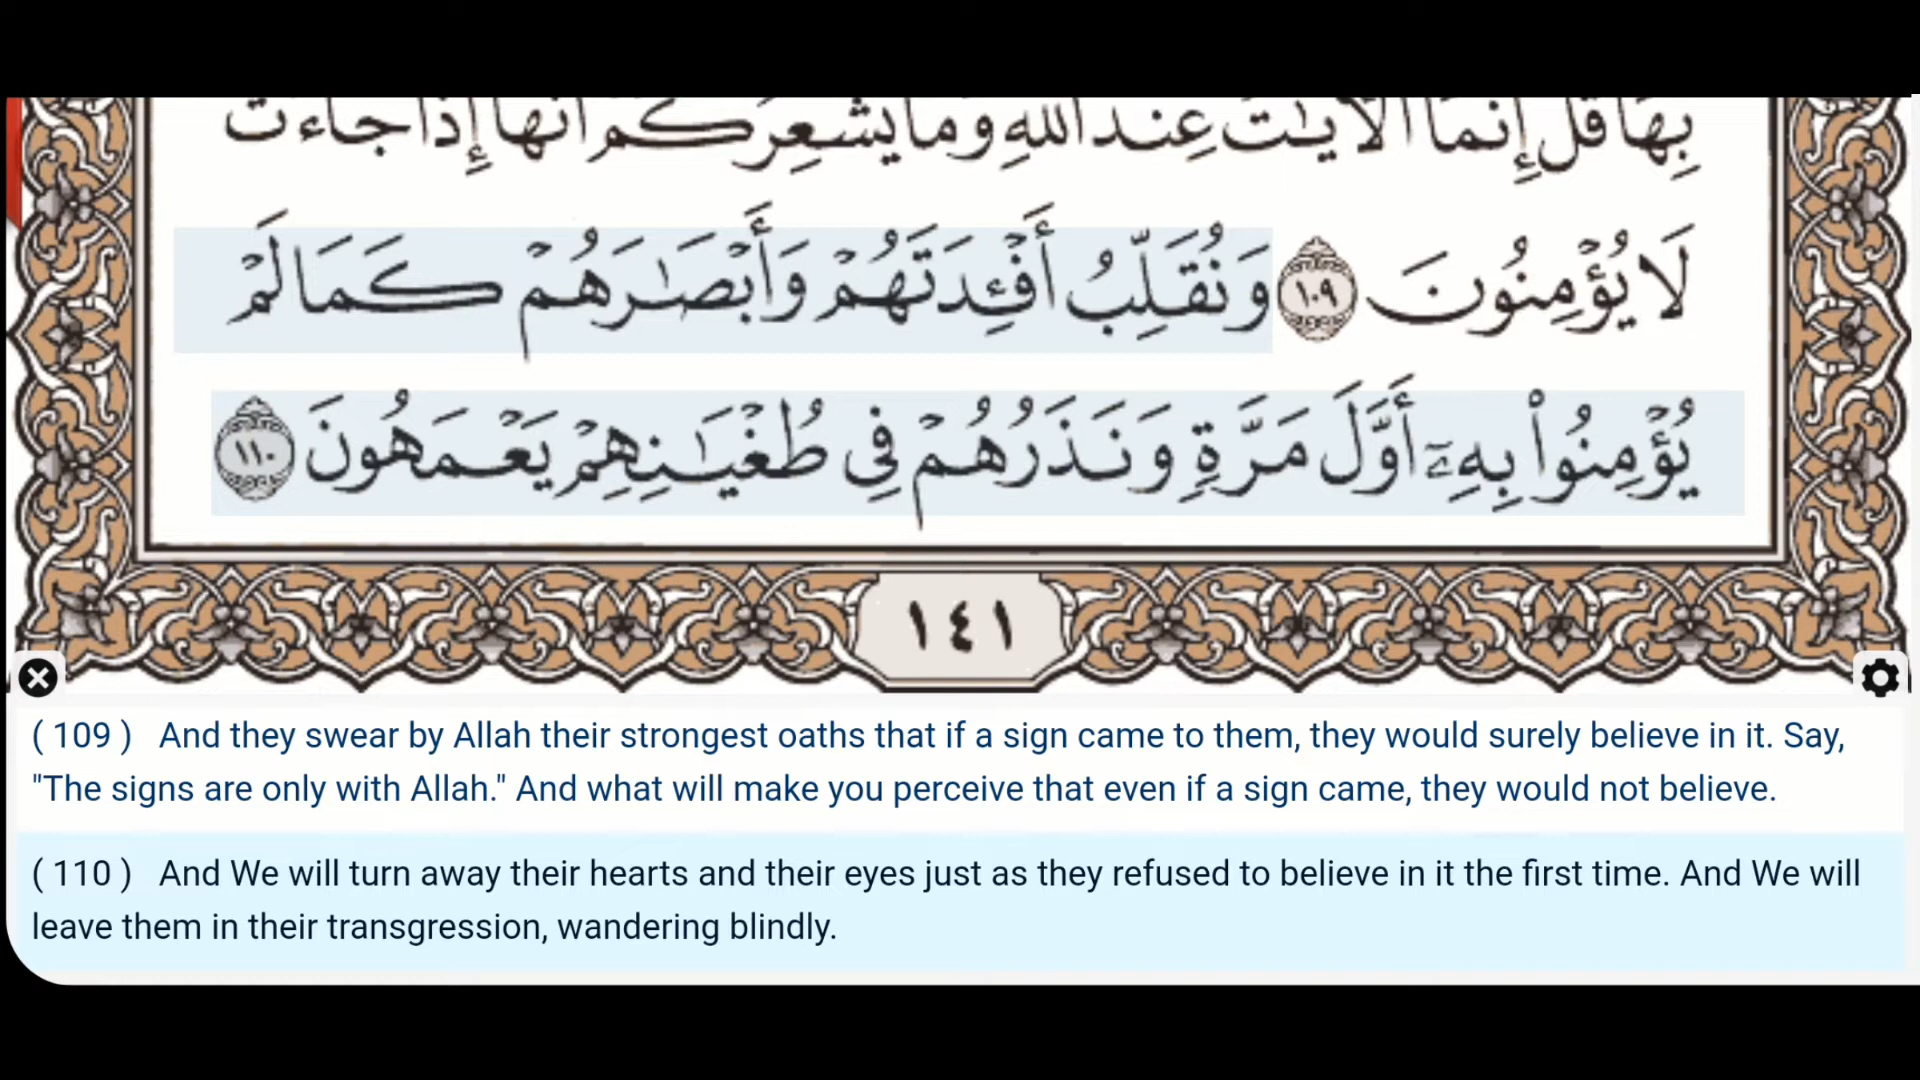 بِهَا قُلْ إِنَّمَا ٱلْأَيَٰتُ عِندَ ٱللَّهِ وَمَا يُشْعِرُكُمْ أَنَّهَا إِذَا جَآءَتْ
لَا يُؤْمِنُونَ ١٠٩ وَنُقَلِّبُ أَفْـِٔدَتَهُمْ وَأَبْصَٰرَهُمْ كَمَا لَمْ
يُؤْمِنُوا۟ بِهِۦٓ أَوَّلَ مَرَّةٍ وَنَذَرُهُمْ فِى طُغْيَٰنِهِمْ يَعْمَهُونَ ١١٠
١٤١
( 109 ) And they swear by Allah their strongest oaths that if a sign came to them, they would surely believe in it. Say,
"The signs are only with Allah." And what will make you perceive that even if a sign came, they would not believe.
( 110 ) And We will turn away their hearts and their eyes just as they refused to believe in it the first time. And We will
leave them in their transgression, wandering blindly.